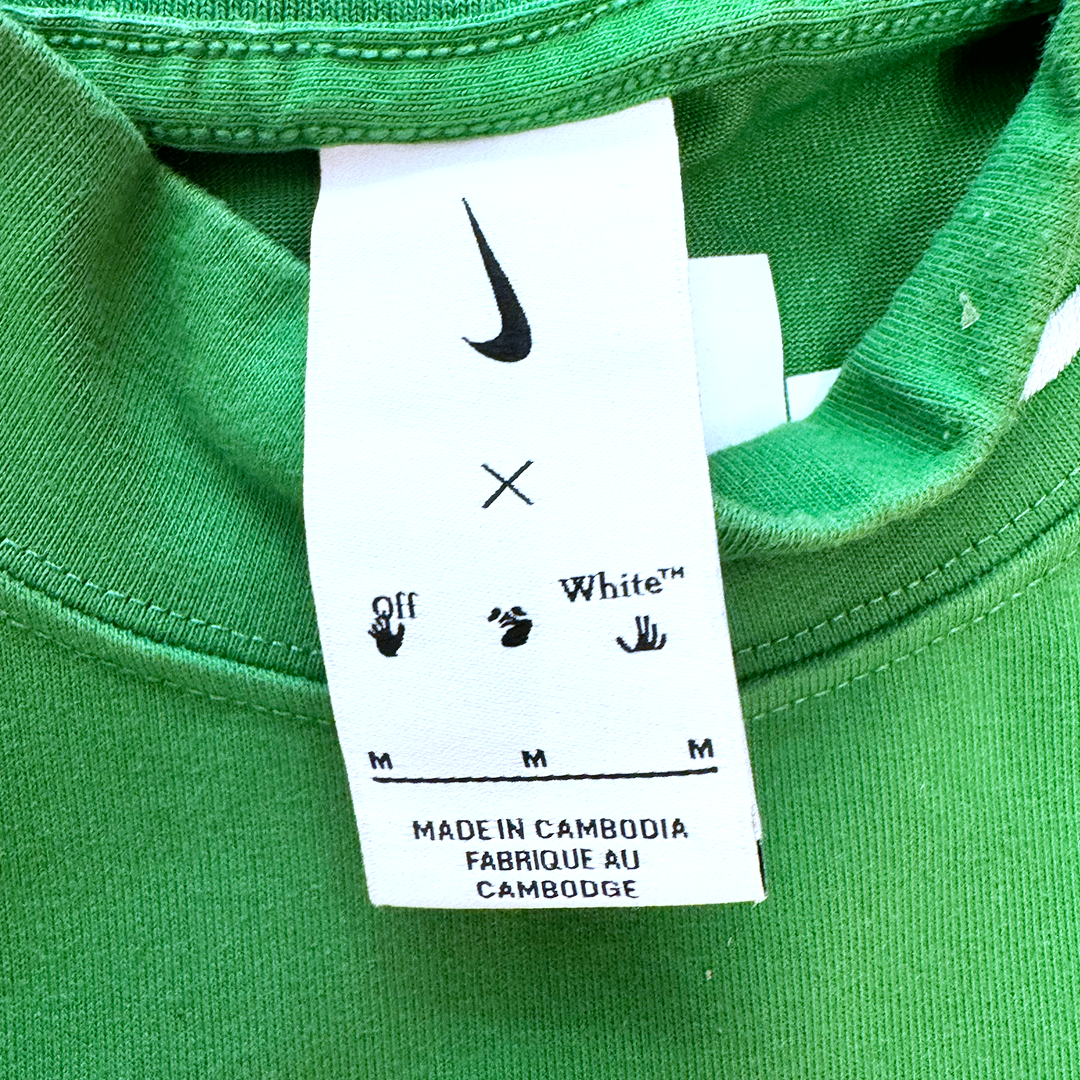 ×
Off White™
M M M
MADE IN CAMBODIA
FABRIQUE AU
CAMBODGE